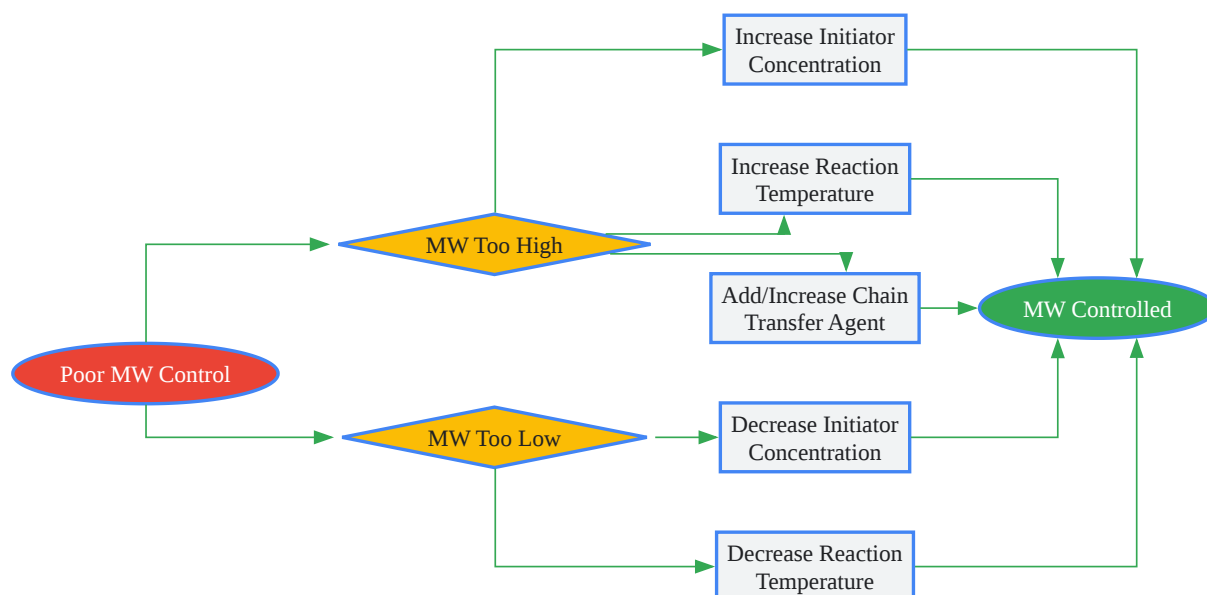 Increase Initiator
Concentration
Increase Reaction
Temperature
MW Too High
Add/Increase Chain
Transfer Agent
MW Controlled
Poor MW Control
Decrease Initiator
Concentration
MW Too Low
Decrease Reaction
Temperature